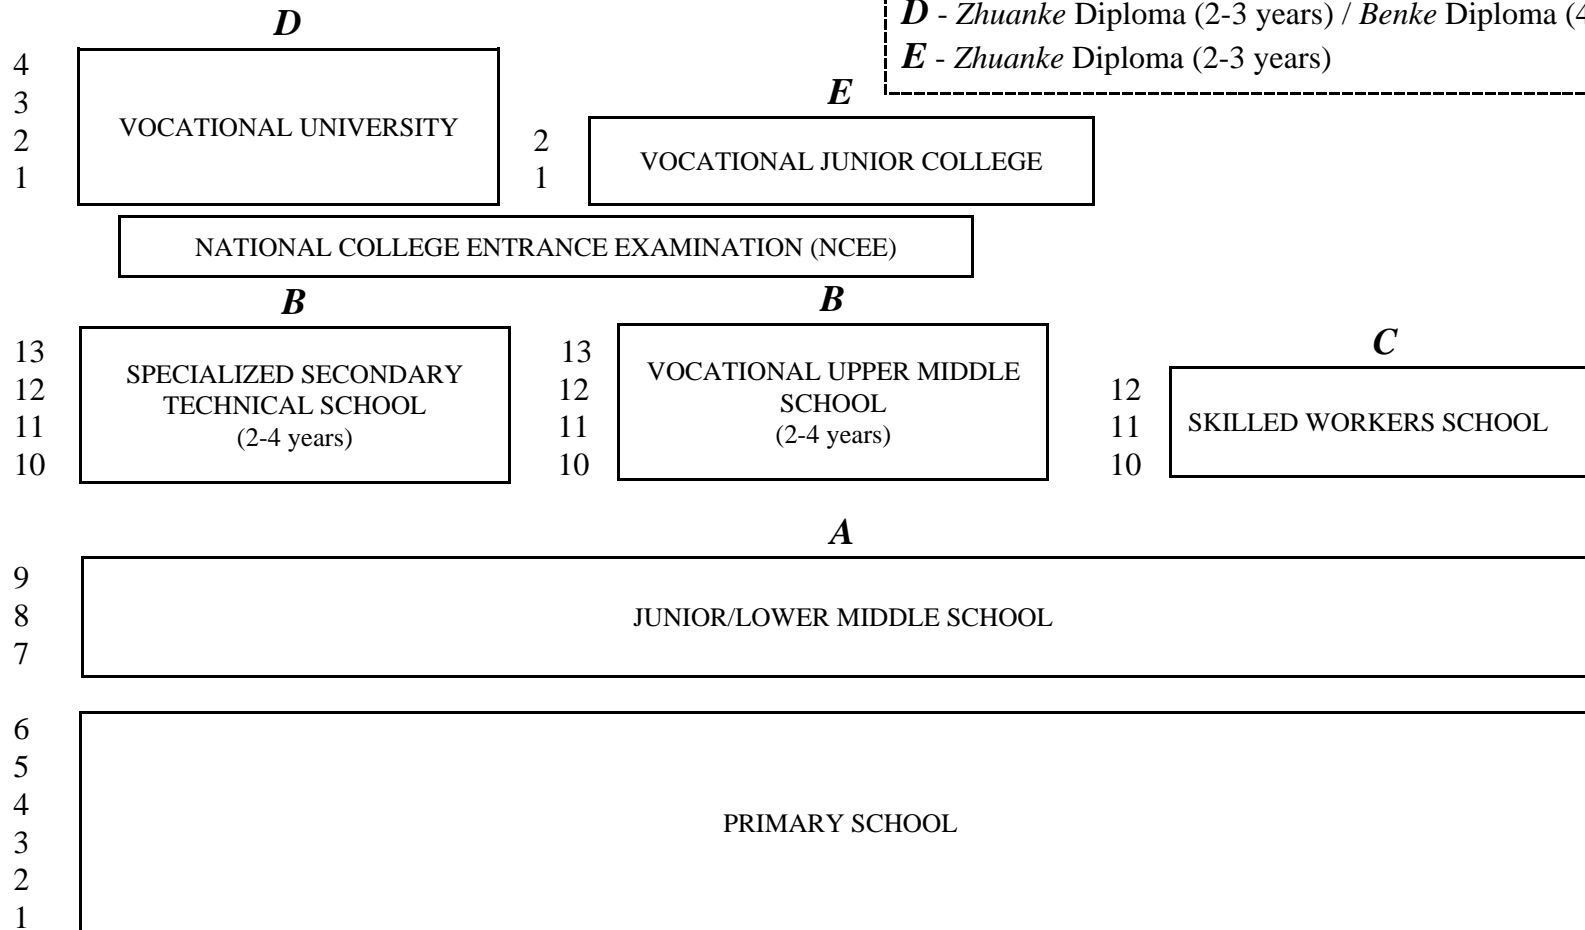 D - Zhuanke Diploma (2-3 years) / Benke Diploma (4
E - Zhuanke Diploma (2-3 years)
D
4
3
2
1
VOCATIONAL UNIVERSITY
E
2
1
VOCATIONAL JUNIOR COLLEGE
NATIONAL COLLEGE ENTRANCE EXAMINATION (NCEE)
B
13
12
11
10
SPECIALIZED SECONDARY
TECHNICAL SCHOOL
(2-4 years)
B
13
12
11
10
VOCATIONAL UPPER MIDDLE
SCHOOL
(2-4 years)
C
12
11
10
SKILLED WORKERS SCHOOL
A
9
8
7
JUNIOR/LOWER MIDDLE SCHOOL
6
5
4
3
2
1
PRIMARY SCHOOL